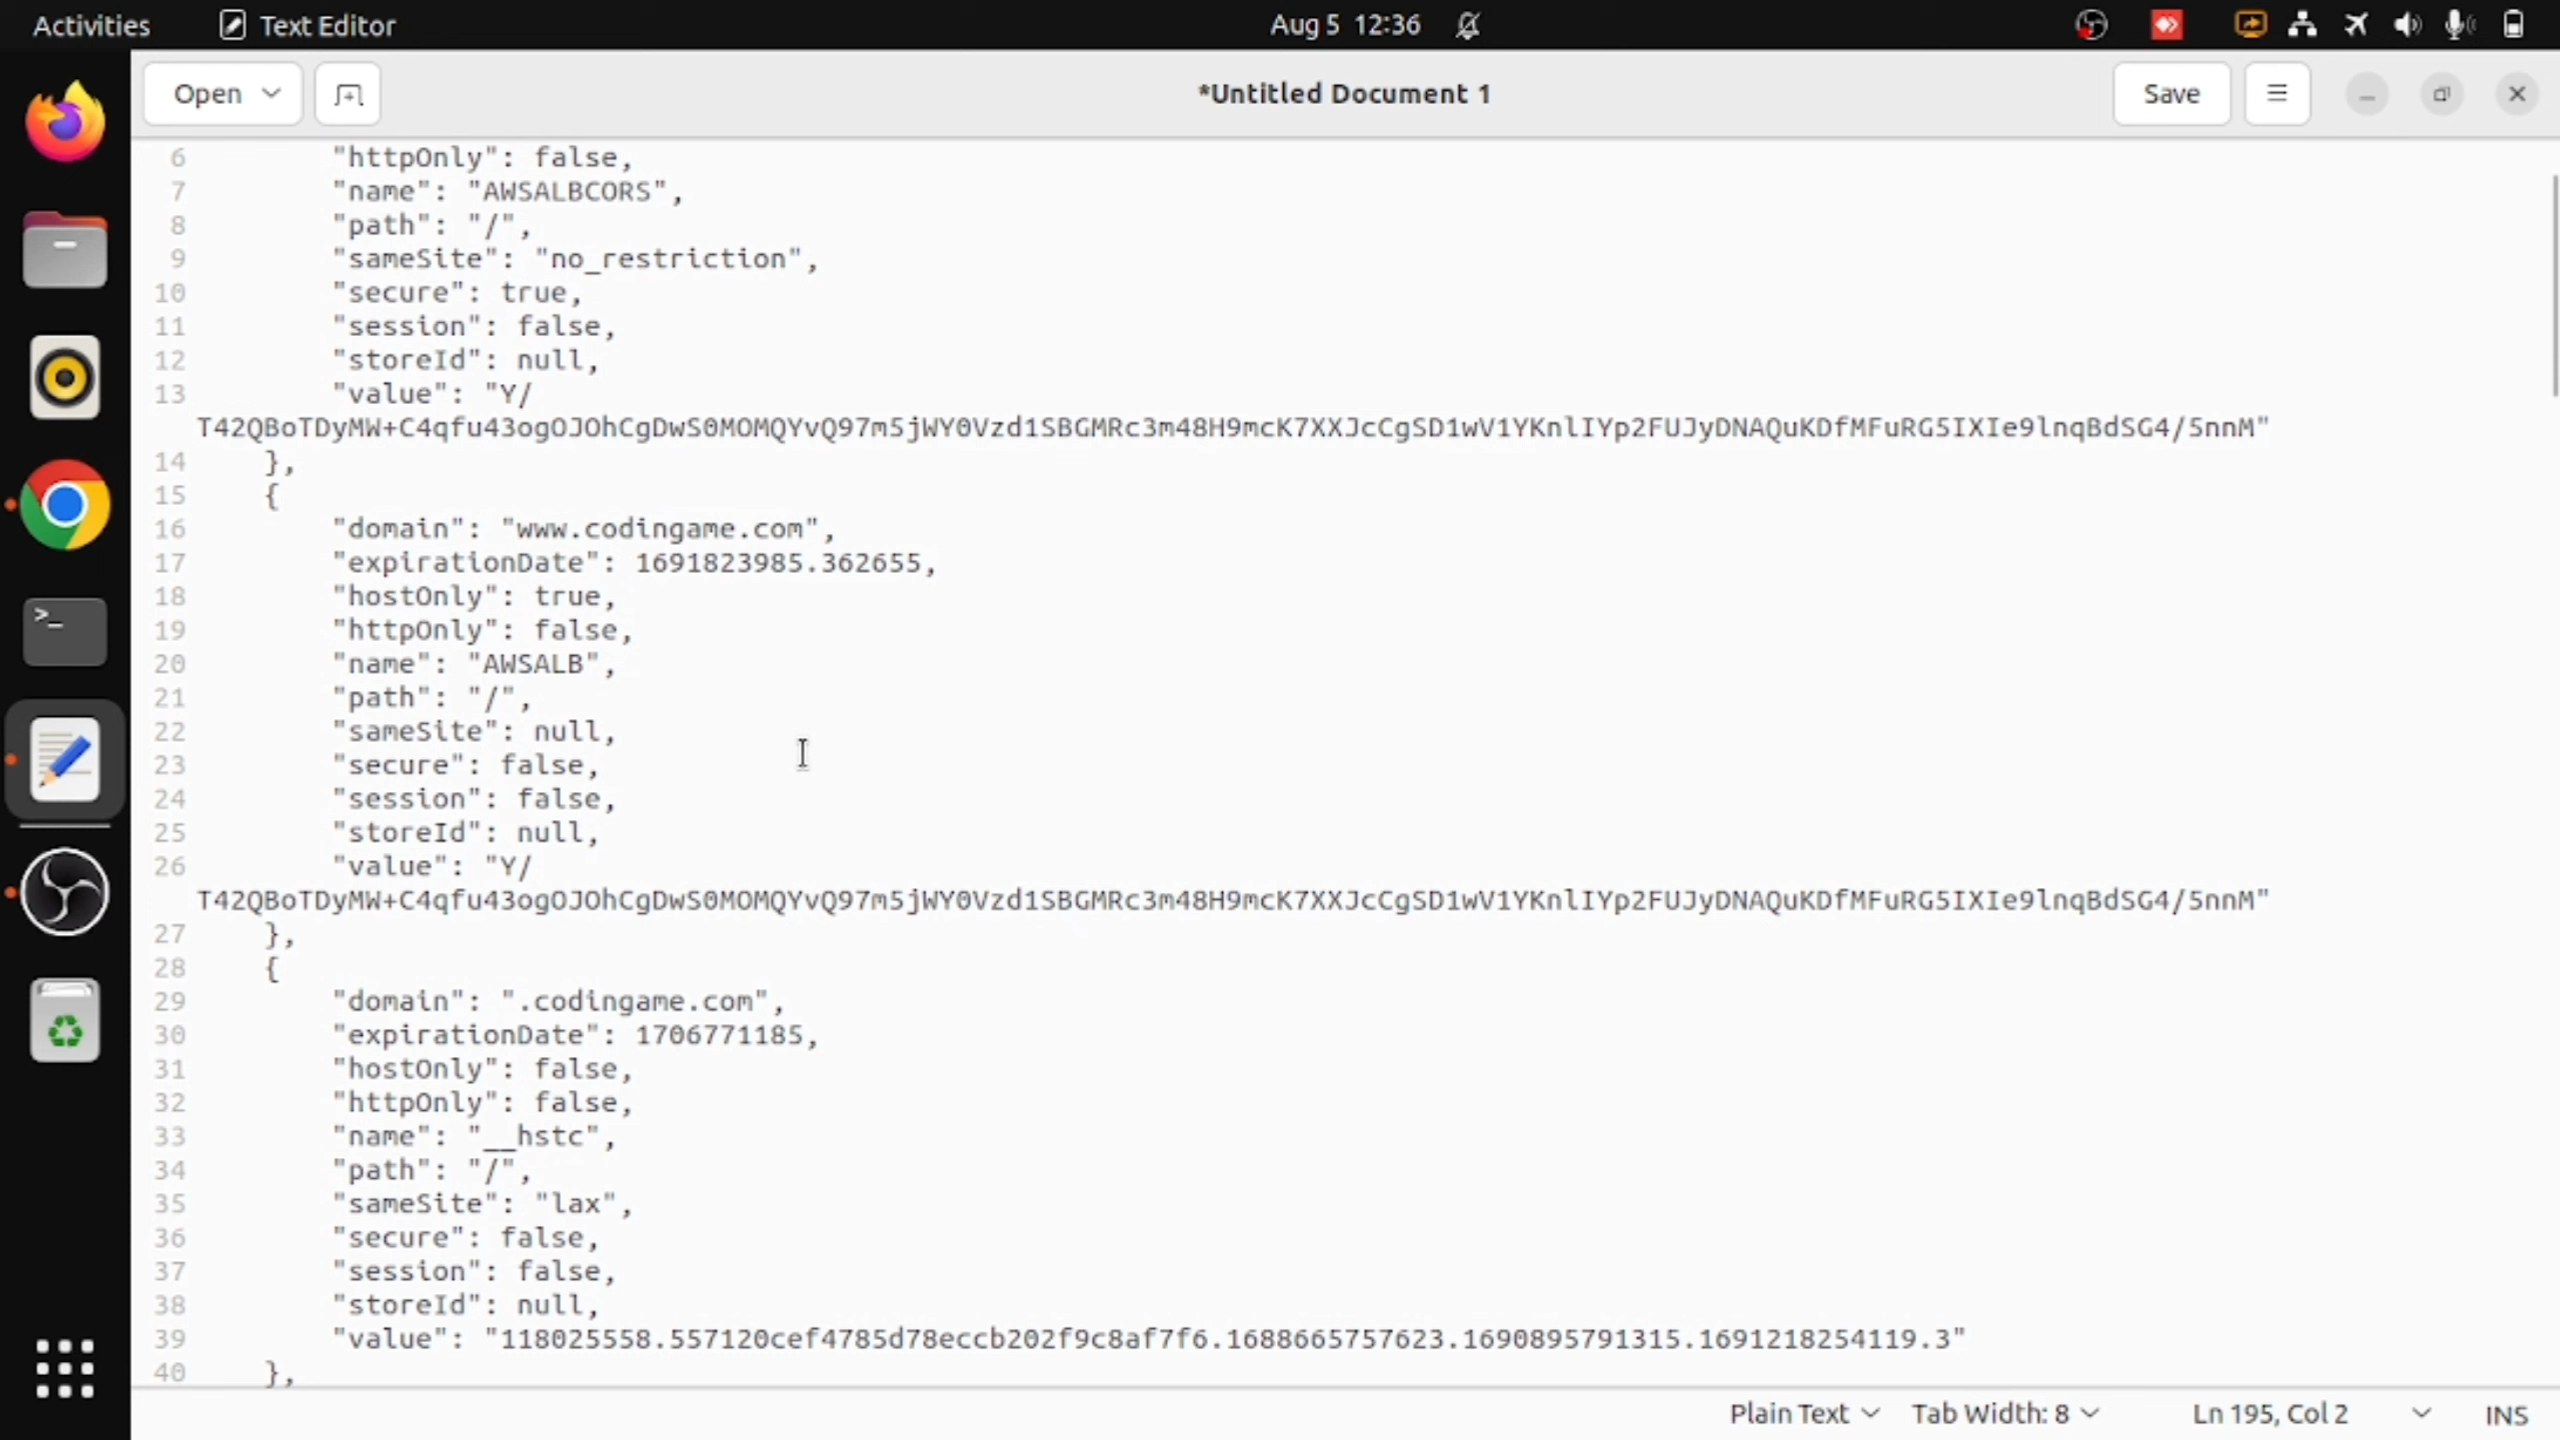 Activities
Text Editor
Aug 5 12:36
Open
*Untitled Document 1
Save
6 "httpOnly": false,
7 "name": "AWSALBCORS",
8 "path": "/",
9 "sameSite": "no_restriction",
10 "secure": true,
11 "session": false,
12 "storeId": null,
13 "value": "Y/
T42QBoTDyMW+C4qfu43ogOJOhCgDwS0MOMQYvQ97m5jWY0Vzd1SBGMRc3m48H9mcK7XXJcCgSD1wV1YKnlIYp2FUJyDNAQuKDfMFuRG5IXIe9lnqBdSG4/5nnM"
14 },
15 {
16 "domain": "www.codingame.com",
17 "expirationDate": 1691823985.362655,
18 "hostOnly": true,
19 "httpOnly": false,
20 "name": "AWSALB",
21 "path": "/",
22 "sameSite": null,
23 "secure": false,
24 "session": false,
25 "storeId": null,
26 "value": "Y/
T42QBoTDyMW+C4qfu43ogOJOhCgDwS0MOMQYvQ97m5jWY0Vzd1SBGMRc3m48H9mcK7XXJcCgSD1wV1YKnlIYp2FUJyDNAQuKDfMFuRG5IXIe9lnqBdSG4/5nnM"
27 },
28 {
29 "domain": ".codingame.com",
30 "expirationDate": 1706771185,
31 "hostOnly": false,
32 "httpOnly": false,
33 "name": "__hstc",
34 "path": "/",
35 "sameSite": "lax",
36 "secure": false,
37 "session": false,
38 "storeId": null,
39 "value": "118025558.557120cef4785d78eccb202f9c8af7f6.1688665757623.1690895791315.1691218254119.3"
40 },
Plain Text
Tab Width: 8
Ln 195, Col 2
INS